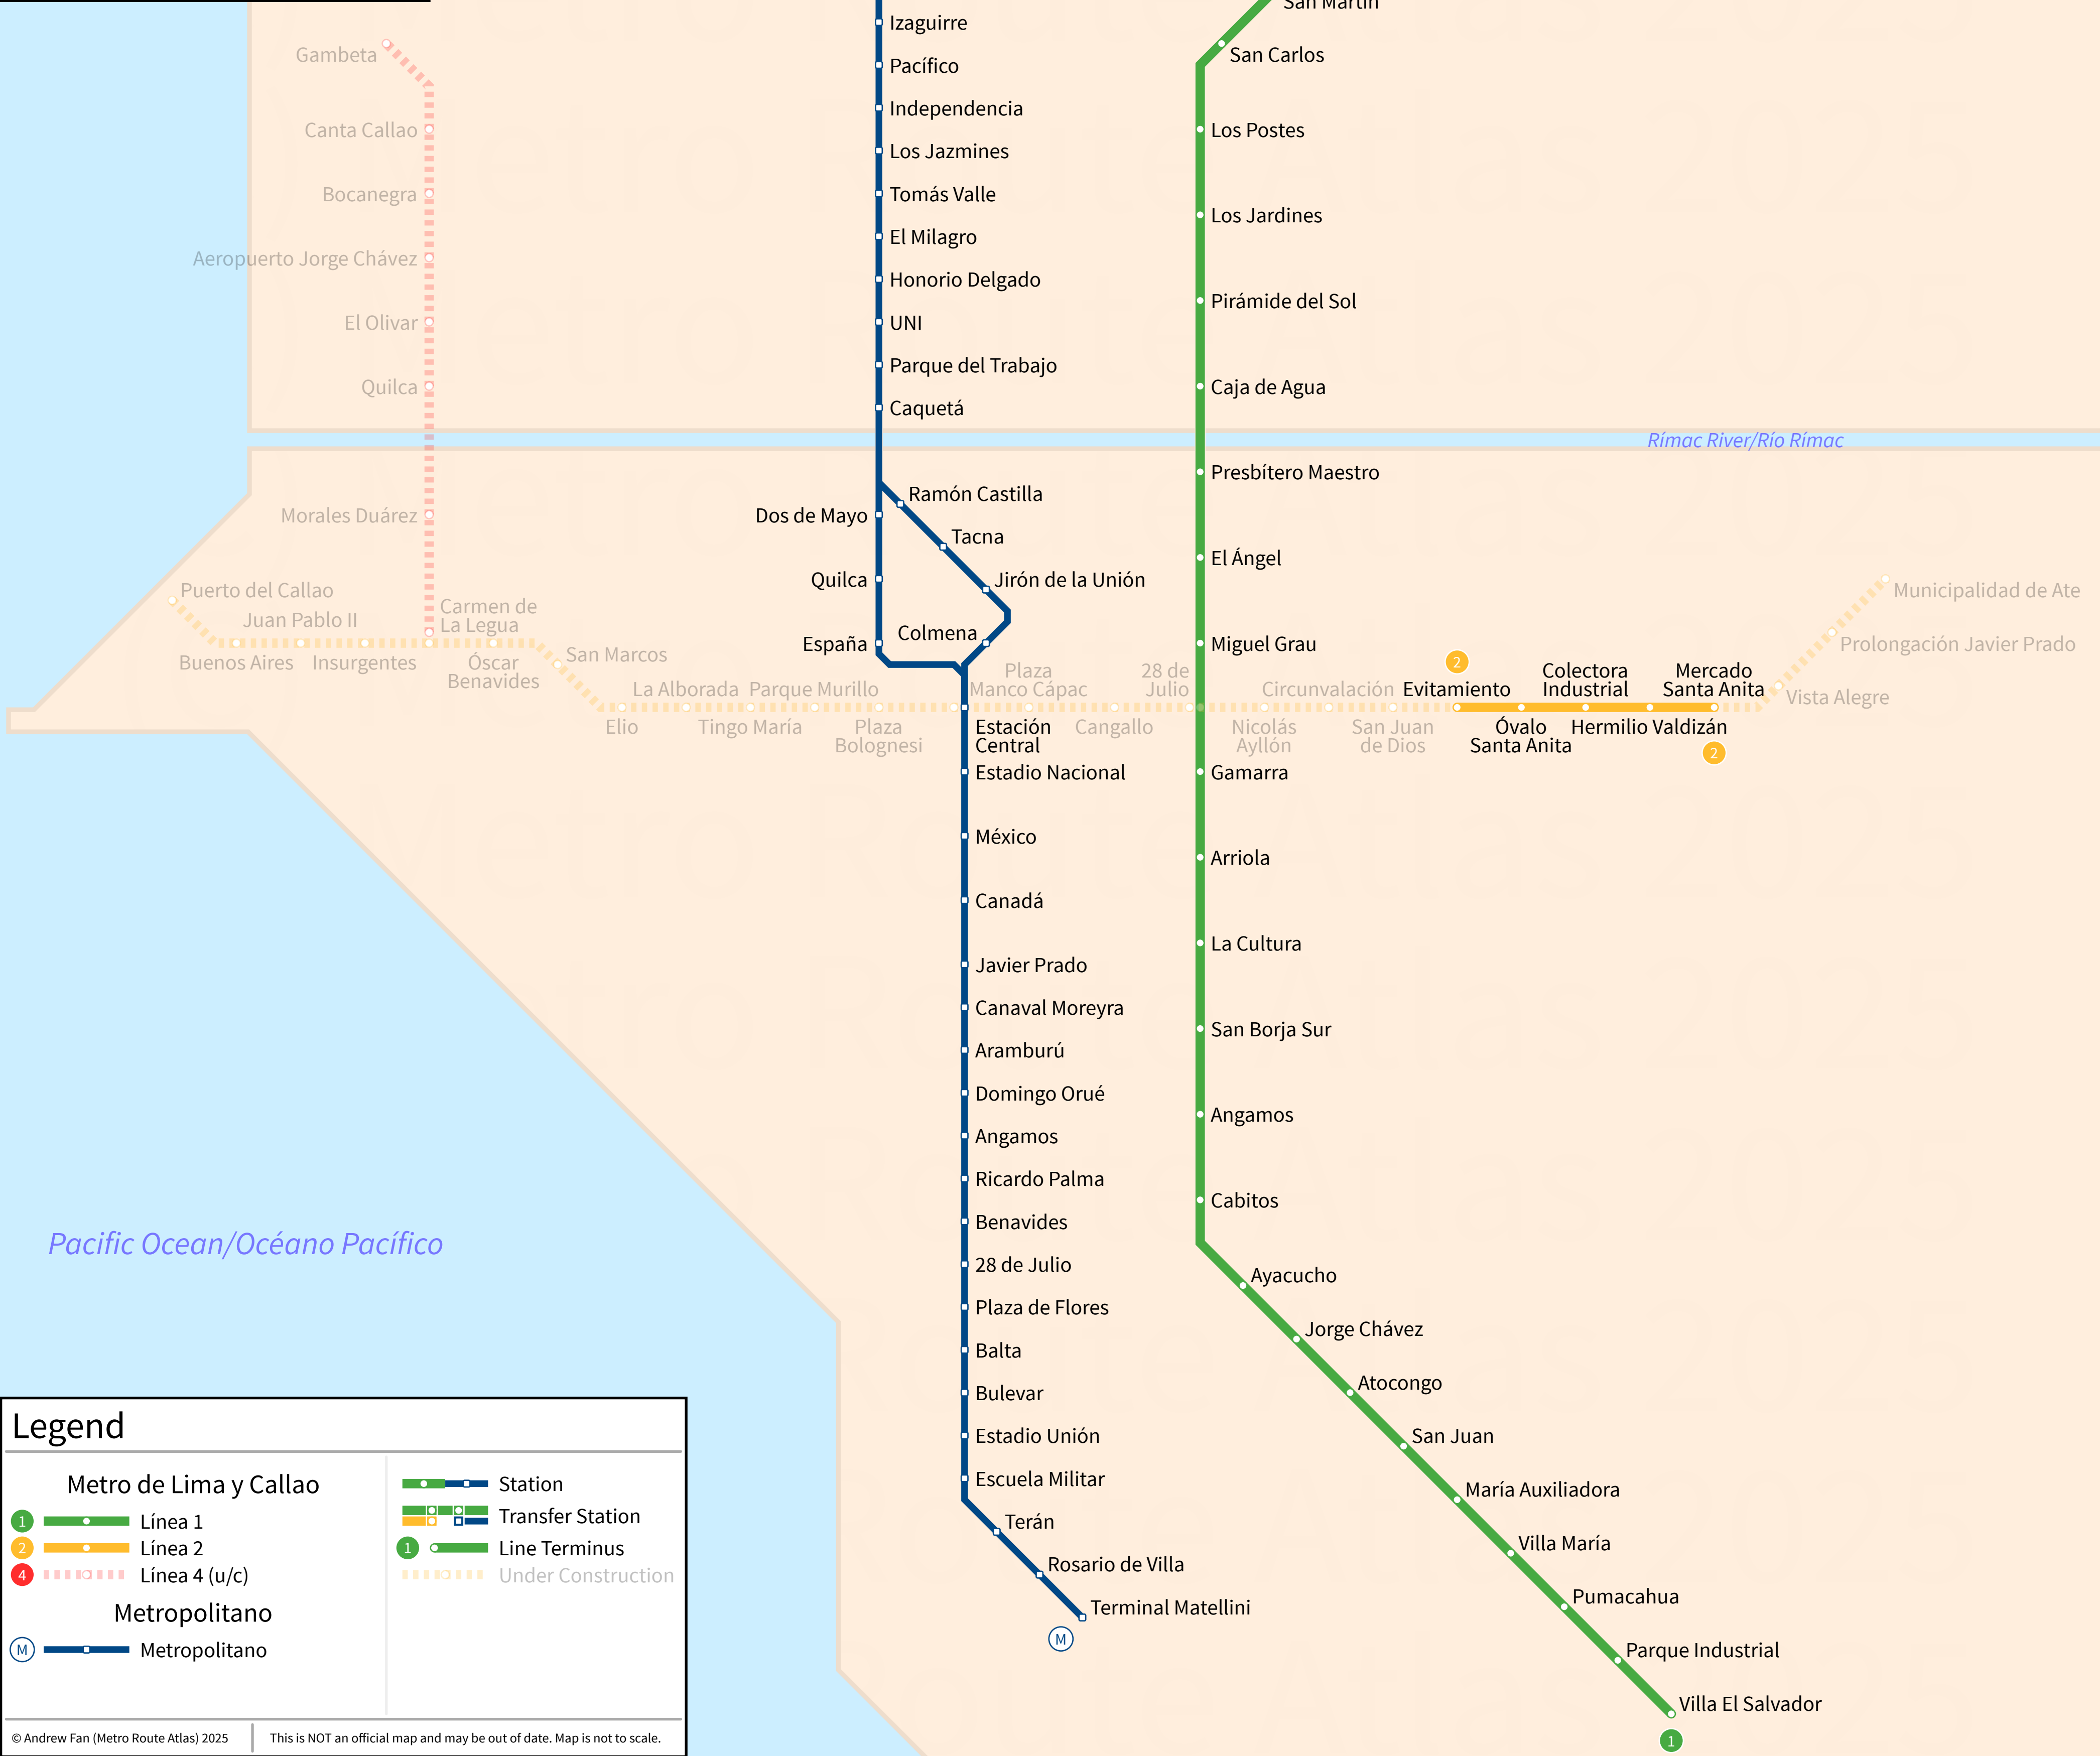 Izaguirre
Pacífico
Independencia
Los Jazmines
Tomás Valle
El Milagro
Honorio Delgado
UNI
Parque del Trabajo
Caquetá
Ramón Castilla
Tacna
Jirón de la Unión
Colmena
Dos de Mayo
Quilca
España
Estación
Central
Estadio Nacional
México
Canadá
Javier Prado
Canaval Moreyra
Aramburú
Domingo Orué
Angamos
Ricardo Palma
Benavides
28 de Julio
Plaza de Flores
Balta
Bulevar
Estadio Unión
Escuela Militar
Terán
Rosario de Villa
Terminal Matellini
M
San Martín
San Carlos
Los Postes
Los Jardines
Pirámide del Sol
Caja de Agua
Presbítero Maestro
El Ángel
Miguel Grau
Gamarra
Arriola
La Cultura
San Borja Sur
Angamos
Cabitos
Ayacucho
Jorge Chávez
Atocongo
San Juan
María Auxiliadora
Villa María
Pumacahua
Parque Industrial
Villa El Salvador
1
Gambeta
Canta Callao
Bocanegra
Aeropuerto Jorge Chávez
El Olivar
Quilca
Morales Duárez
Carmen de
La Legua
Puerto del Callao
Buenos Aires
Juan Pablo II
Insurgentes
Óscar
Benavides
San Marcos
Elio
La Alborada
Tingo María
Parque Murillo
Plaza
Bolognesi
Plaza
Manco Cápac
Cangallo
28 de
Julio
Nicolás
Ayllón
Circunvalación
San Juan
de Dios
2
Evitamiento
Óvalo
Santa Anita
Colectora
Industrial
Hermilio Valdizán
Mercado
Santa Anita
2
Vista Alegre
Prolongación Javier Prado
Municipalidad de Ate
Rímac River/Río Rímac
Pacific Ocean/Océano Pacífico
Legend
Metro de Lima y Callao
1 Línea 1
2 Línea 2
4 Línea 4 (u/c)
Metropolitano
M Metropolitano
Station
Transfer Station
1 Line Terminus
Under Construction
© Andrew Fan (Metro Route Atlas) 2025
This is NOT an official map and may be out of date. Map is not to scale.